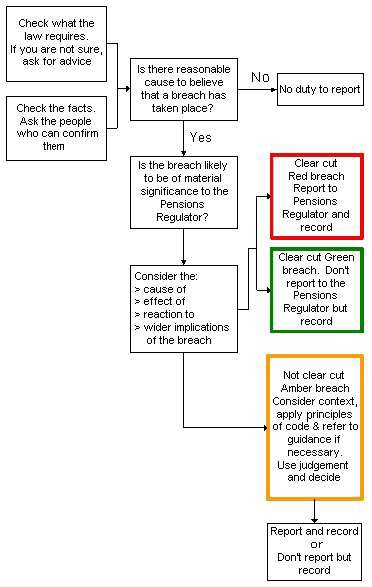 Check what the
law requires.
If you are not sure,
ask for advice
Check the facts.
Ask the people
who can confirm
them
Is there reasonable
cause to believe
that a breach has
taken place?
No
No duty to report
Yes
Is the breach likely
to be of material
significance to the
Pensions
Regulator?
Clear cut
Red breach
Report to
Pensions
Regulator and
record
Consider the:
> cause of
> effect of
> reaction to
> wider implications
of the breach
Clear cut Green
breach. Don't
report to the
Pensions
Regulator but
record
Not clear cut
Amber breach
Consider context,
apply principles
of code & refer to
guidance if
necessary.
Use judgement
and decide
Report and record
or
Don't report but
record